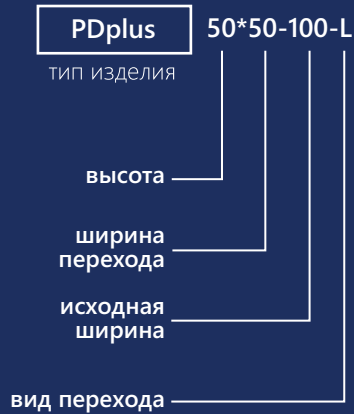 PDplus 50*50-100-L
тип изделия
высота
ширина
перехода
исходная
ширина
вид перехода